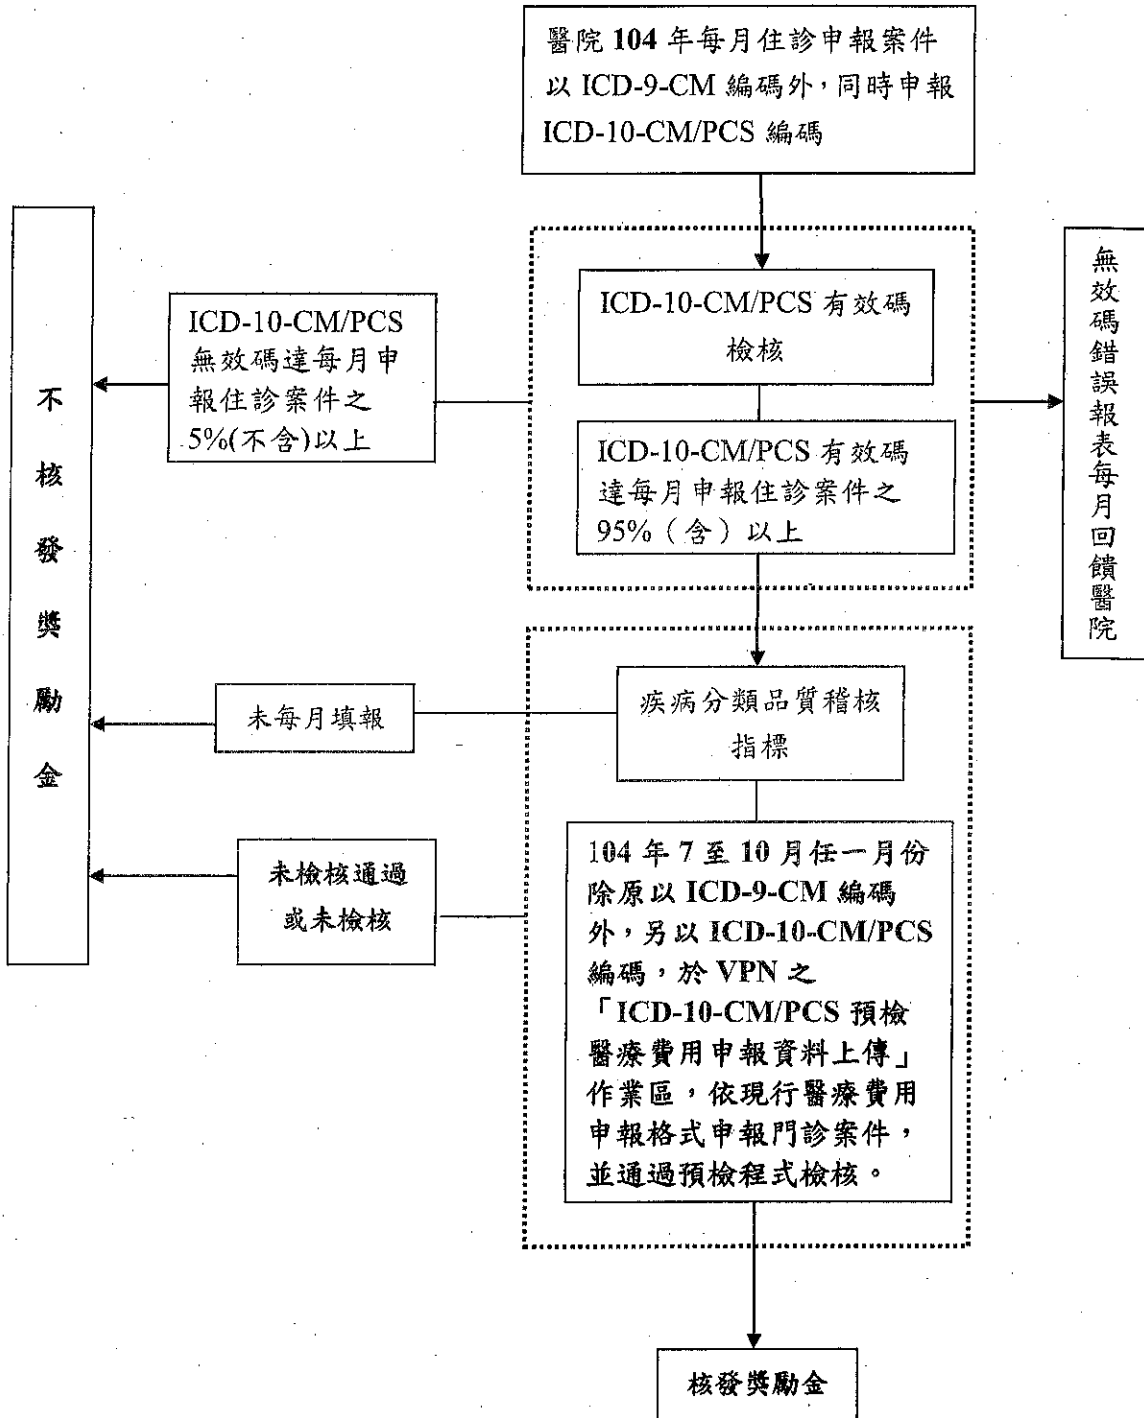 醫院 104 年每月住診申報案件
以 ICD-9-CM 編碼外，同時申報
ICD-10-CM/PCS 編碼
ICD-10-CM/PCS 有效碼
檢核
ICD-10-CM/PCS 有效碼
達每月申報住診案件之
95%（含）以上
無效碼錯誤報表每月回饋醫院
ICD-10-CM/PCS
無效碼達每月申
報住診案件之
5%(不含)以上
不核發獎勵金
疾病分類品質稽核
指標
未每月填報
104 年 7 至 10 月任一月份
除原以 ICD-9-CM 編碼
外，另以 ICD-10-CM/PCS
編碼，於 VPN 之
「ICD-10-CM/PCS 預檢
醫療費用申報資料上傳」
作業區，依現行醫療費用
申報格式申報門診案件，
並通過預檢程式檢核。
未檢核通過
或未檢核
核發獎勵金